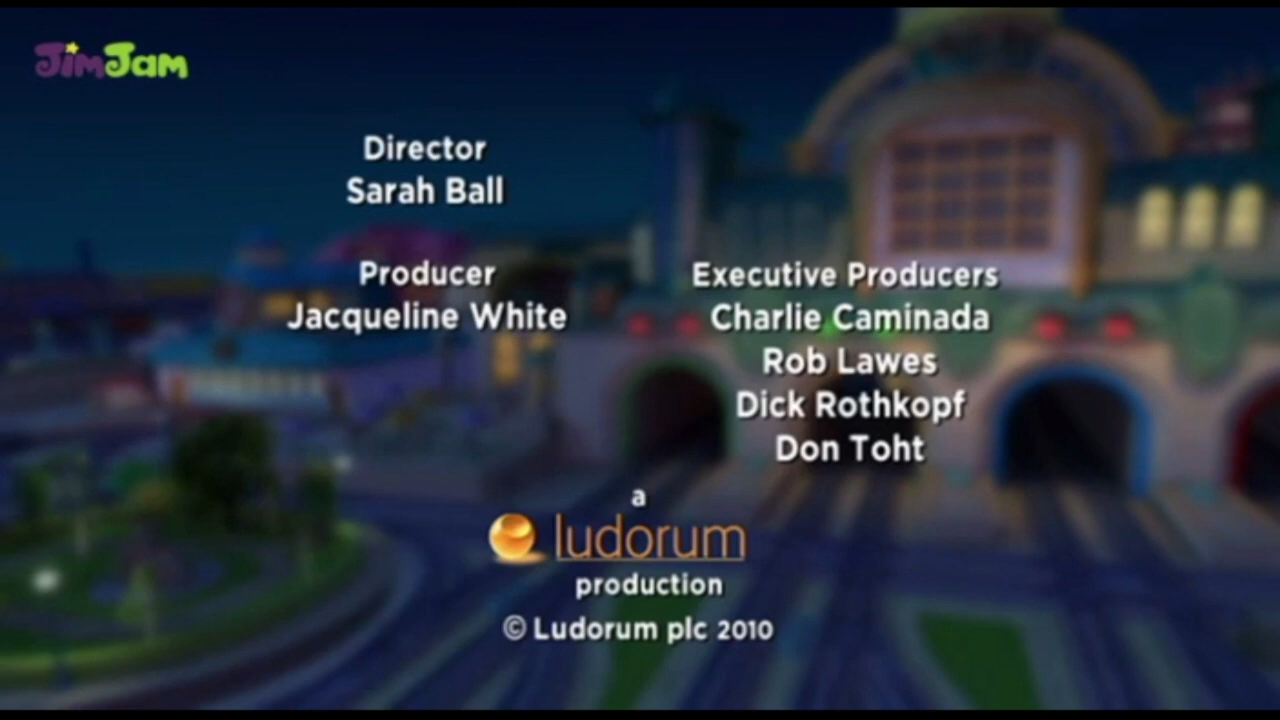 JimJam
Director
Sarah Ball
Producer
Jacqueline White
Executive Producers
Charlie Caminada
Rob Lawes
Dick Rothkopf
Don Toht
a
ludorum
production
© Ludorum plc 2010